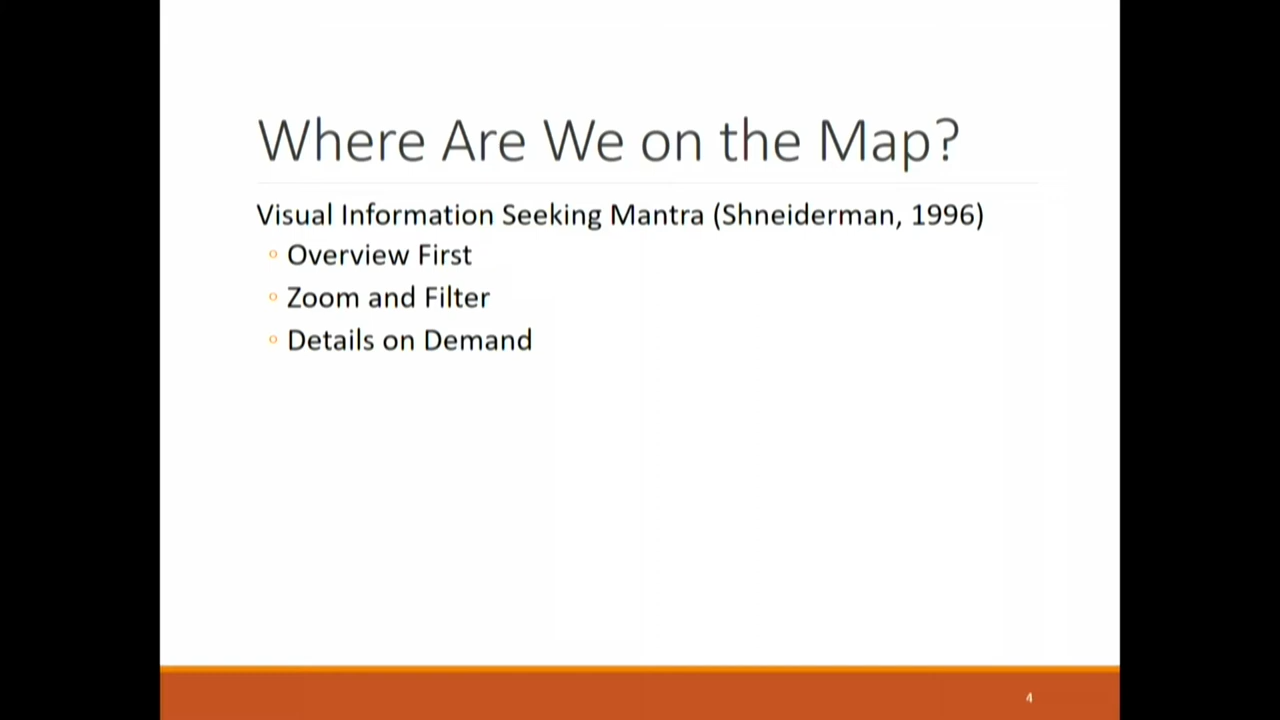 Where Are We on the Map?
Visual Information Seeking Mantra (Shneiderman, 1996)
◦ Overview First
◦ Zoom and Filter
◦ Details on Demand
4